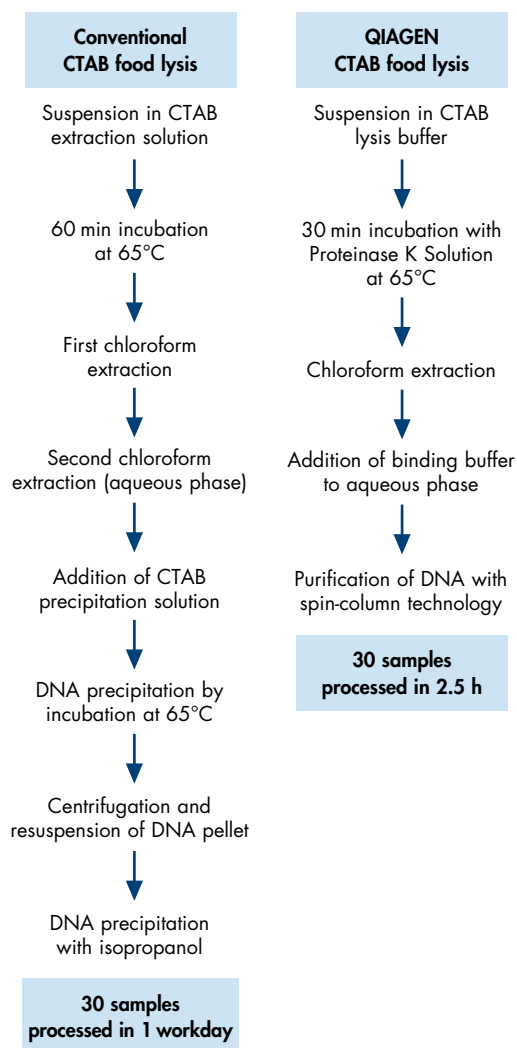 Conventional
CTAB food lysis
Suspension in CTAB
extraction solution
60 min incubation
at 65°C
First chloroform
extraction
Second chloroform
extraction (aqueous phase)
Addition of CTAB
precipitation solution
DNA precipitation by
incubation at 65°C
Centrifugation and
resuspension of DNA pellet
DNA precipitation
with isopropanol
30 samples
processed in 1 workday
QIAGEN
CTAB food lysis
Suspension in CTAB
lysis buffer
30 min incubation with
Proteinase K Solution
at 65°C
Chloroform extraction
Addition of binding buffer
to aqueous phase
Purification of DNA with
spin-column technology
30 samples
processed in 2.5 h